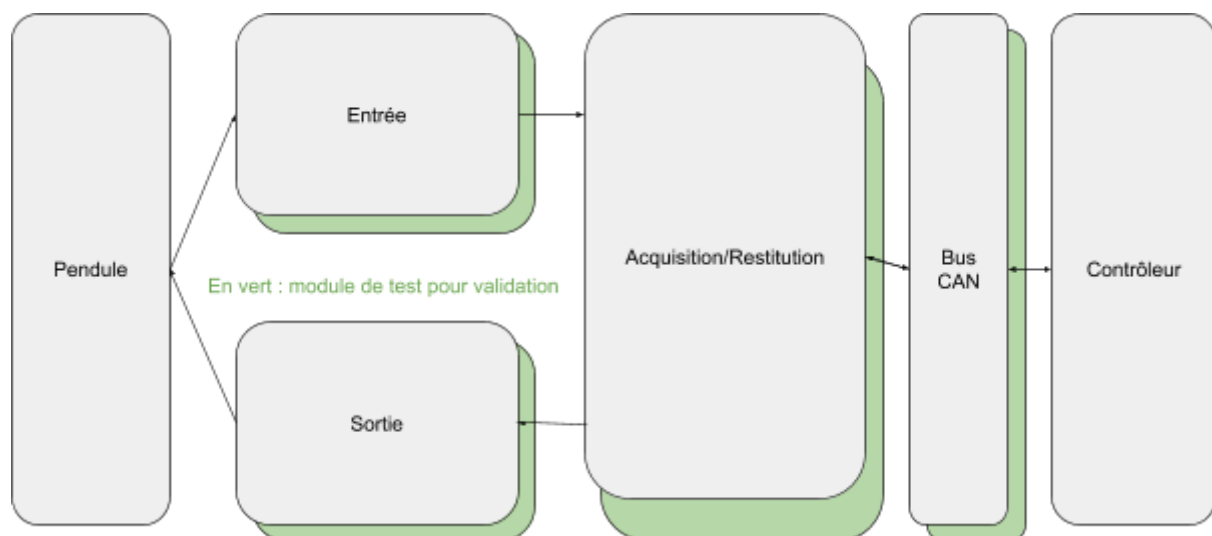 Entrée
Pendule
Acquisition/Restitution
Bus
CAN
Contrôleur
En vert : module de test pour validation
Sortie